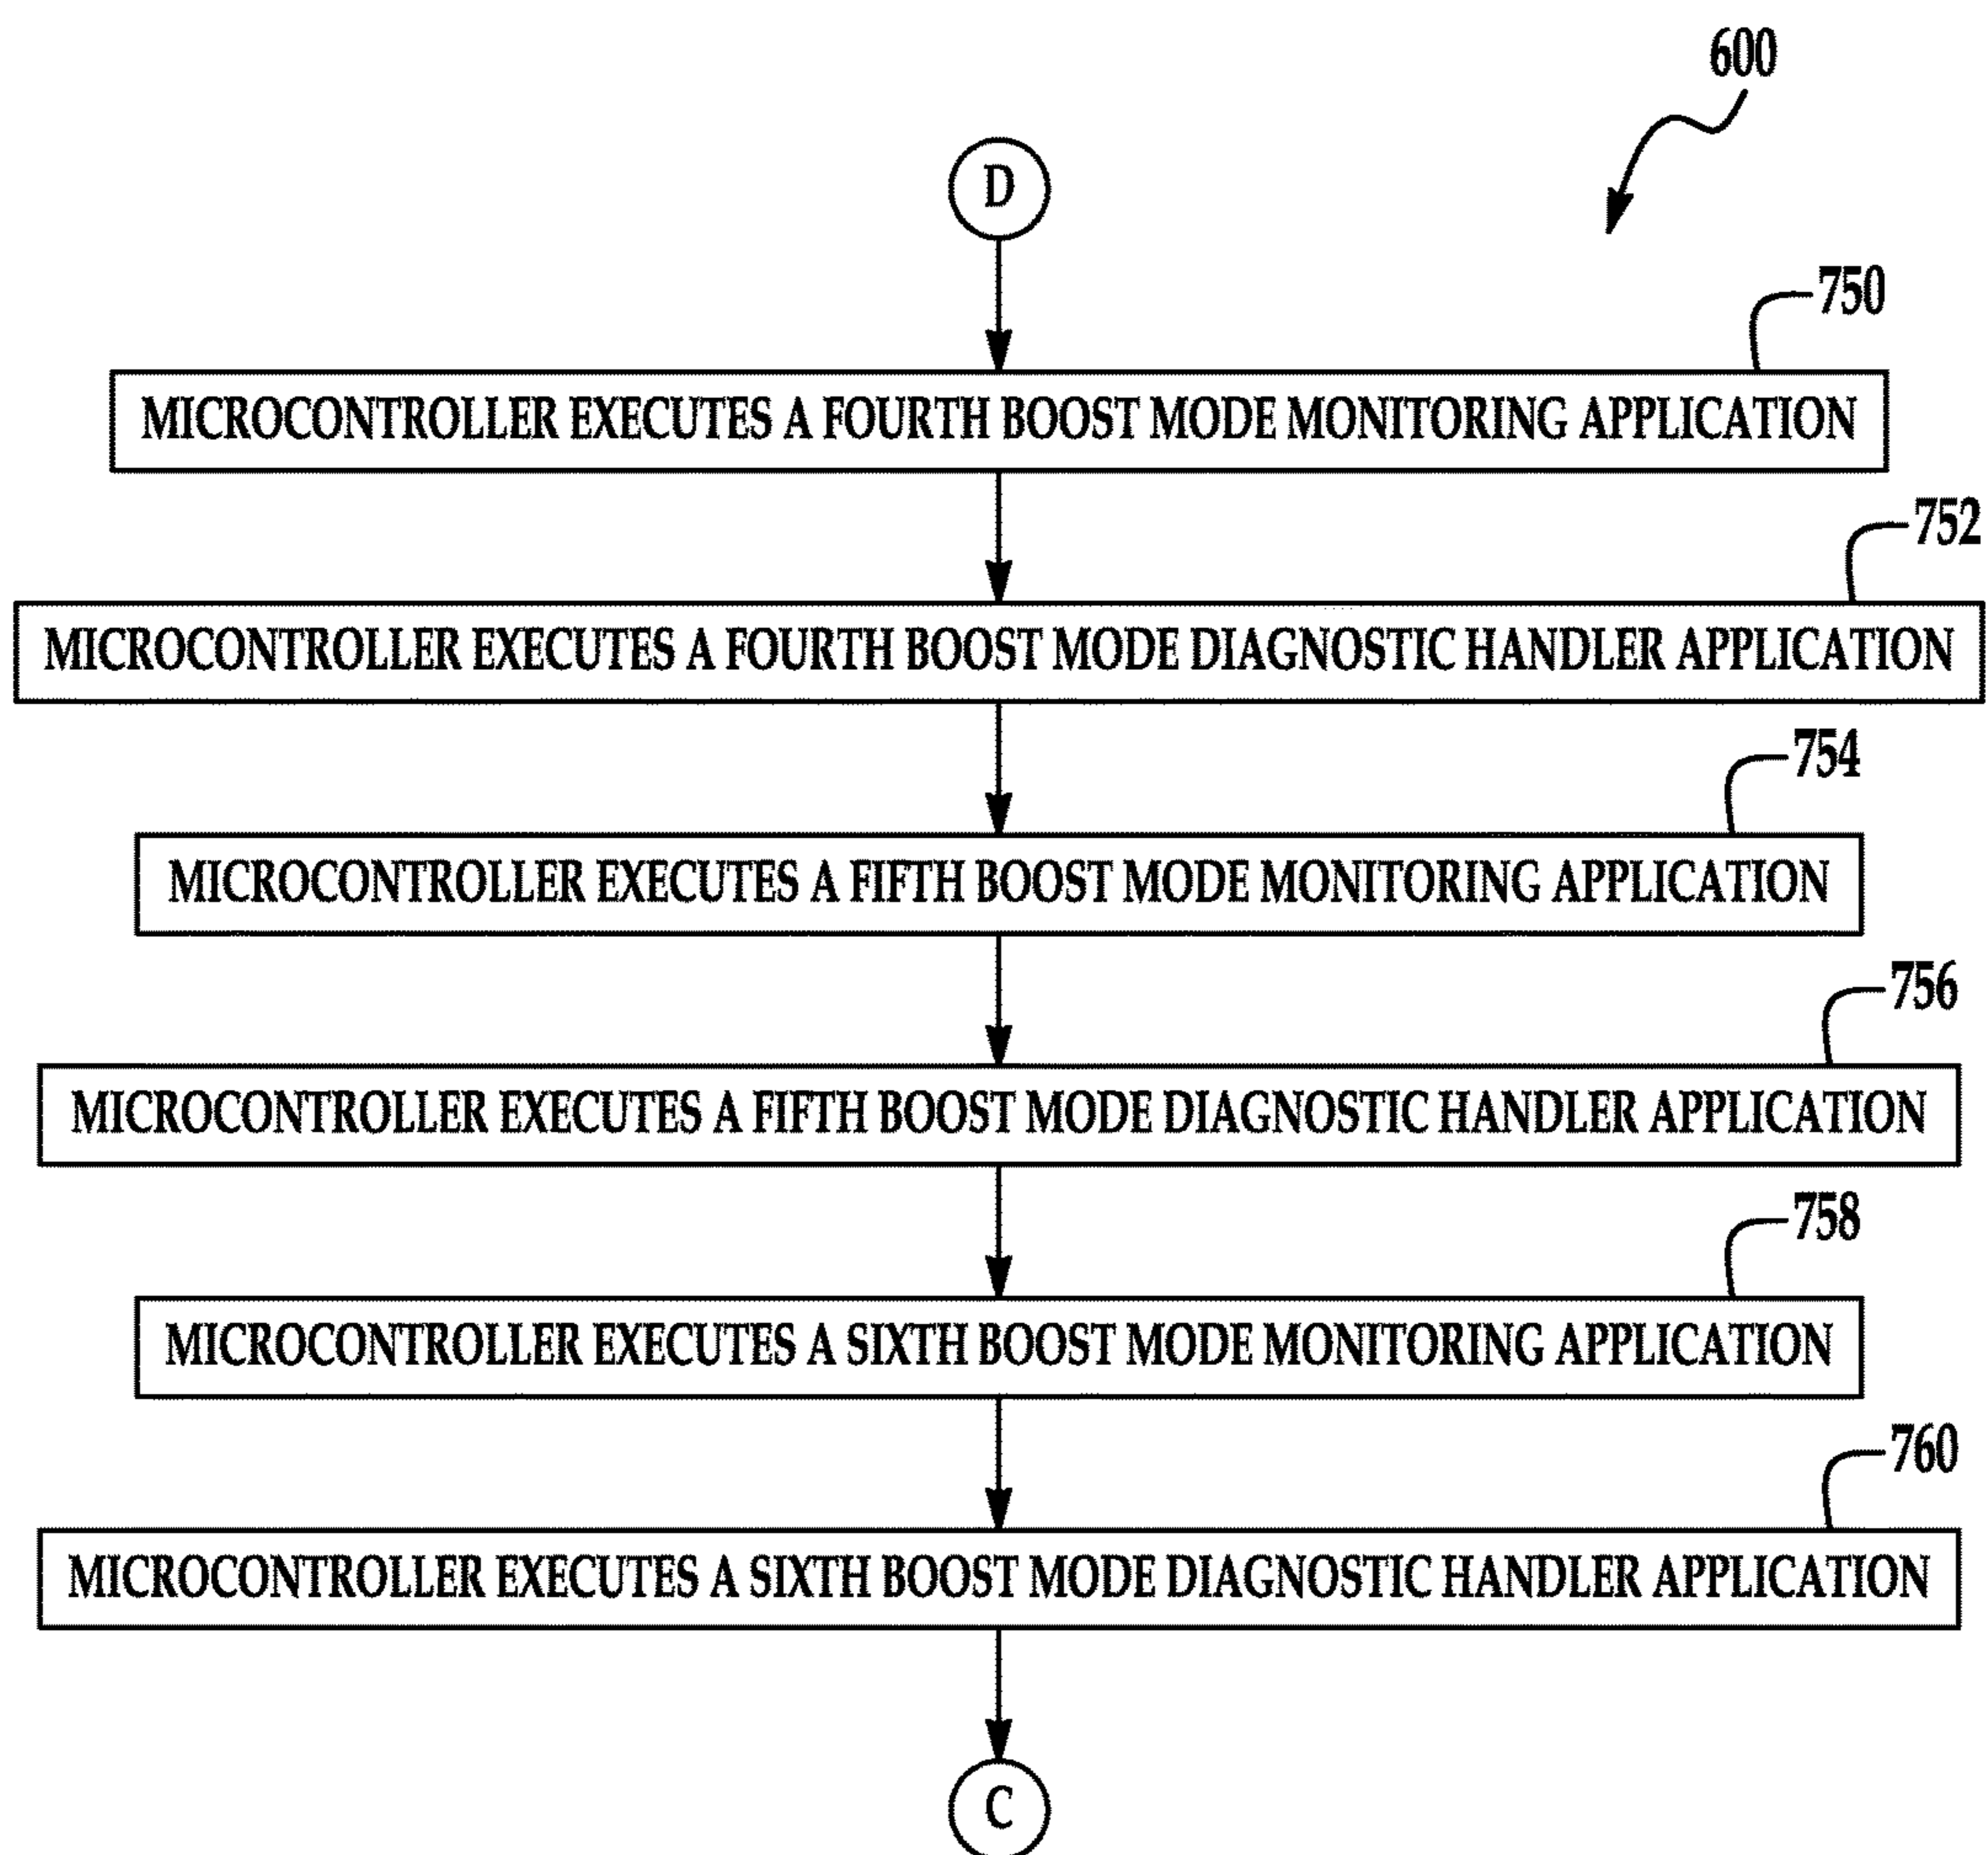 600
D
750
MICROCONTROLLER EXECUTES A FOURTH BOOST MODE MONITORING APPLICATION
752
MICROCONTROLLER EXECUTES A FOURTH BOOST MODE DIAGNOSTIC HANDLER APPLICATION
754
MICROCONTROLLER EXECUTES A FIFTH BOOST MODE MONITORING APPLICATION
756
MICROCONTROLLER EXECUTES A FIFTH BOOST MODE DIAGNOSTIC HANDLER APPLICATION
758
MICROCONTROLLER EXECUTES A SIXTH BOOST MODE MONITORING APPLICATION
760
MICROCONTROLLER EXECUTES A SIXTH BOOST MODE DIAGNOSTIC HANDLER APPLICATION
C